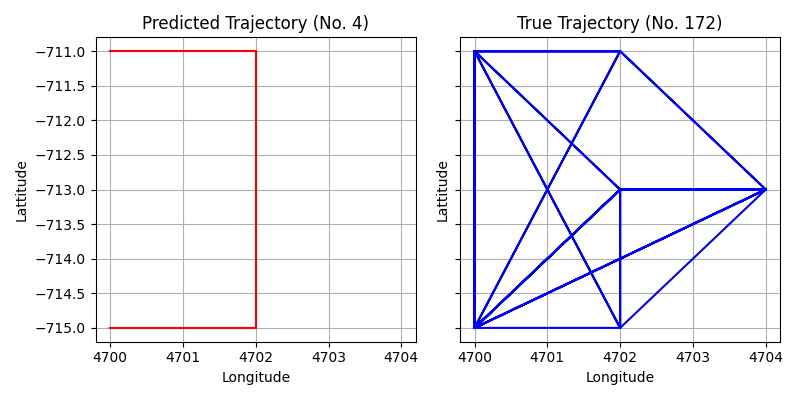 Predicted Trajectory (No. 4)
True Trajectory (No. 172)
−711.0
−711.5
−712.0
−712.5
−713.0
−713.5
−714.0
−714.5
−715.0
Lattitude
Lattitude
4700 4701 4702 4703 4704
4700 4701 4702 4703 4704
Longitude
Longitude